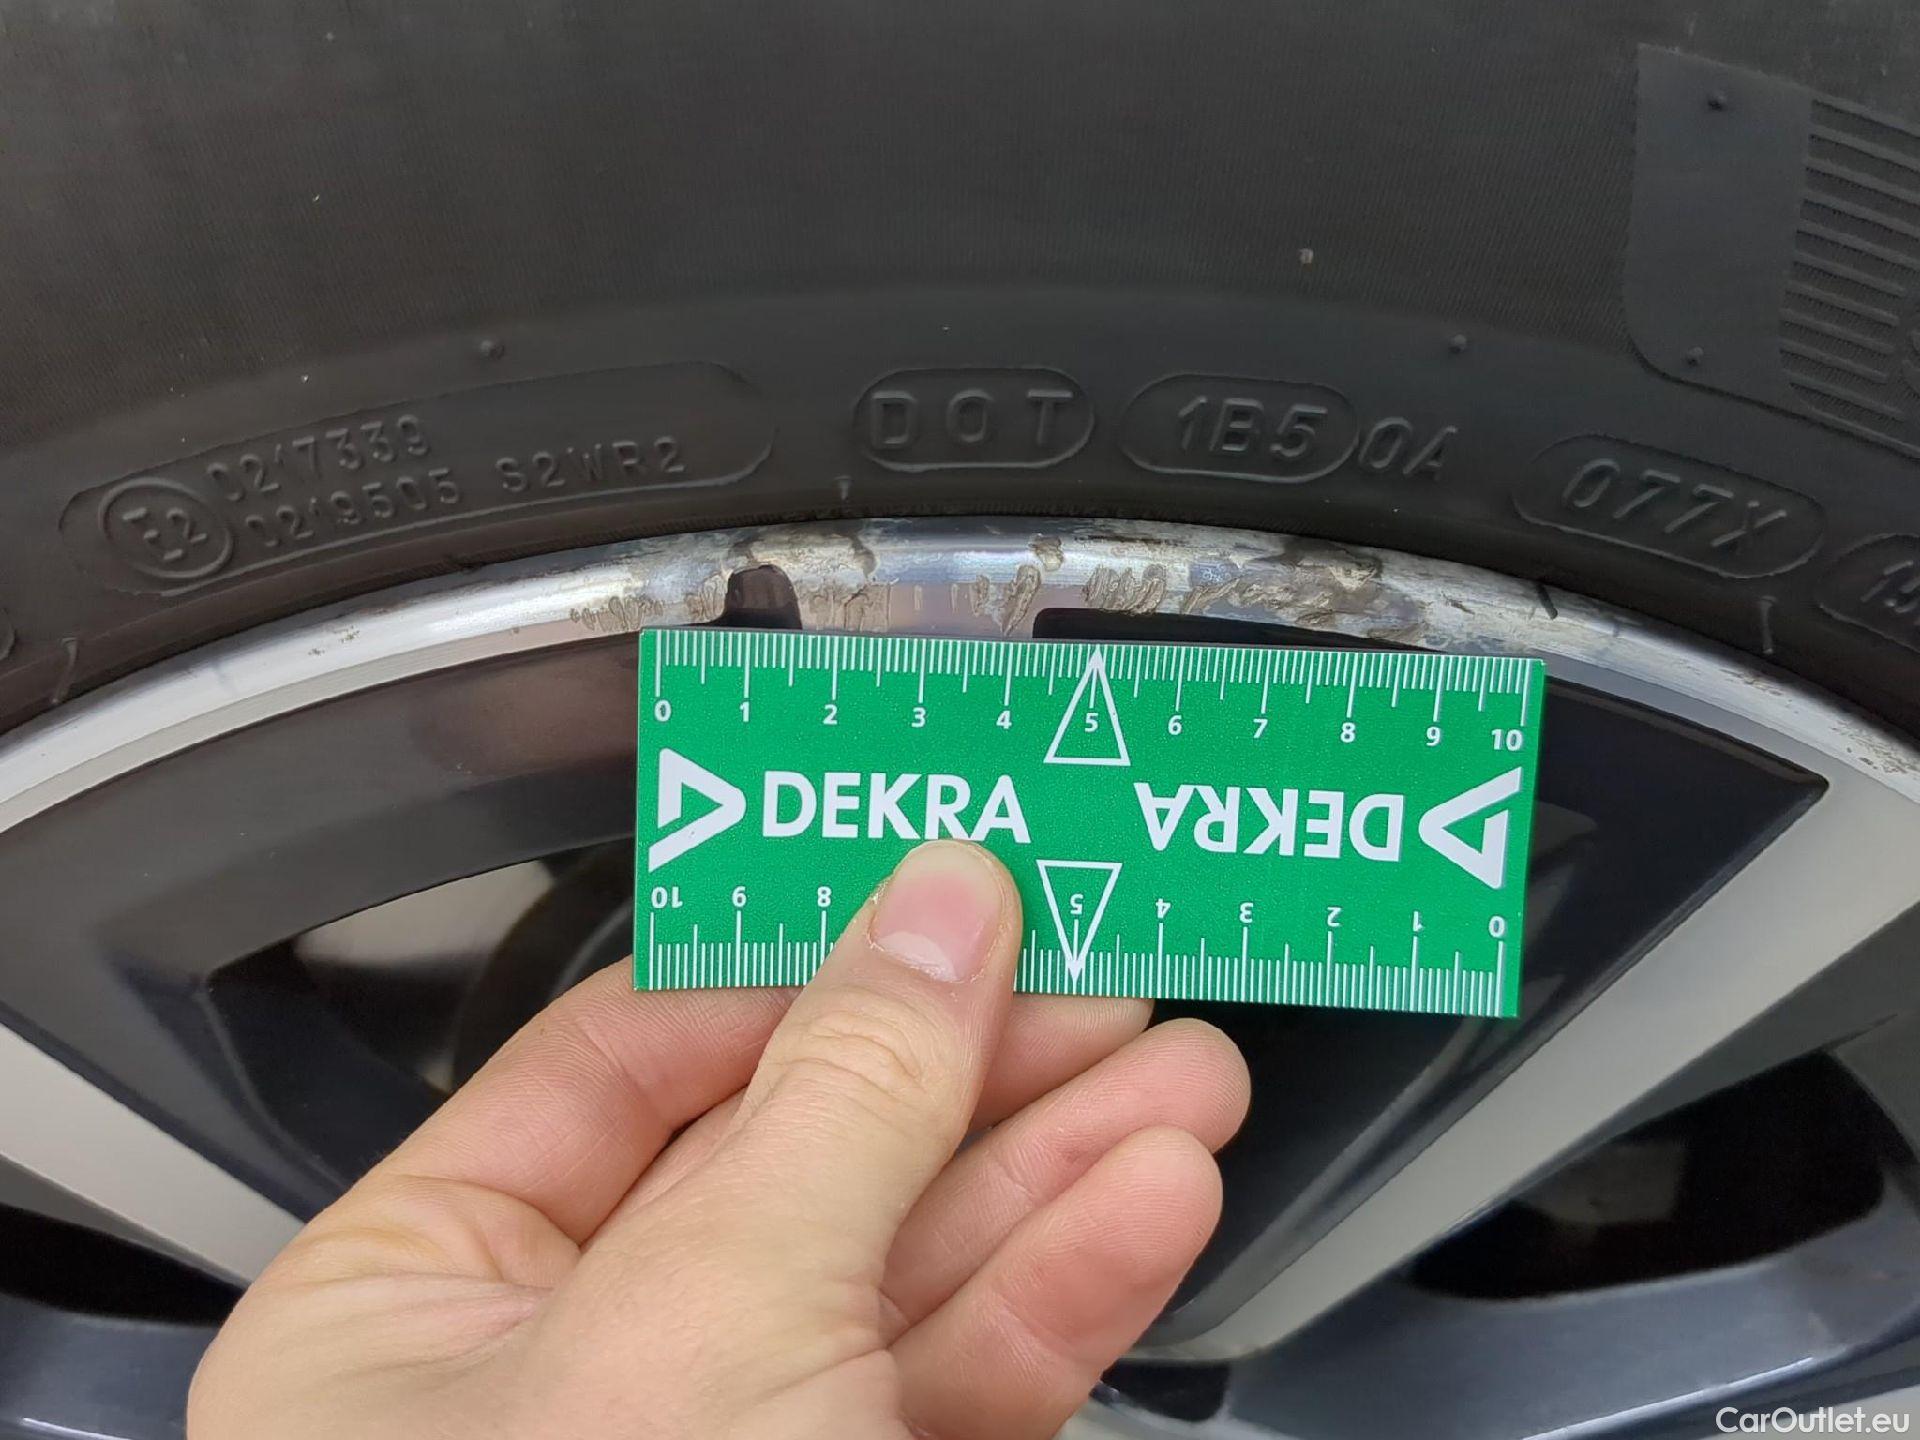 E2 0217339
0219505 S2WR2
DOT 1B5 0A 077X
0 1 2 3 4 5 6 7 8 9 10
DEKRA DEKRA
10 9 8 5 4 3 2 1 0
CarOutlet.eu